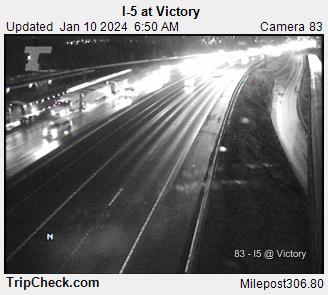 I-5 at Victory
Updated  Jan 10 2024  6:50 AM
Camera 83
N
83 - I5 @ Victory
TripCheck.com
Milepost306.80